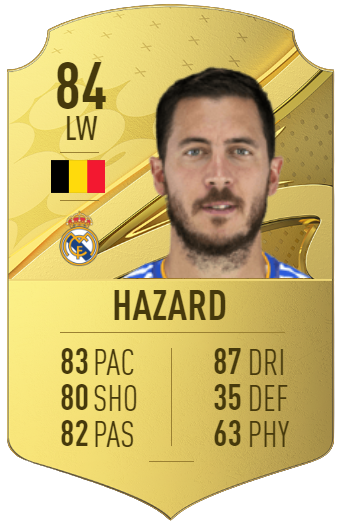 84
LW
HAZARD
83 PAC 87 DRI
80 SHO 35 DEF
82 PAS 63 PHY